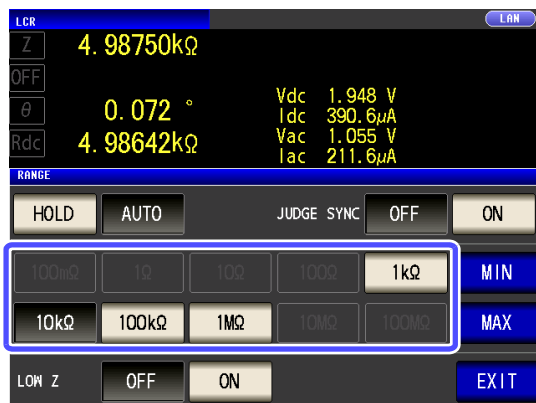 LCR LAN
Z 4. 98750kΩ
OFF
θ 0. 072 ° Vdc 1. 948 V
Idc 390. 6μA
Rdc 4. 98642kΩ Vac 1. 055 V
Iac 211. 6μA
RANGE
HOLD AUTO JUDGE SYNC OFF ON
100mΩ 1Ω 10Ω 100Ω 1kΩ MIN
10kΩ 100kΩ 1MΩ 10MΩ 100MΩ MAX
LOW Z OFF ON EXIT